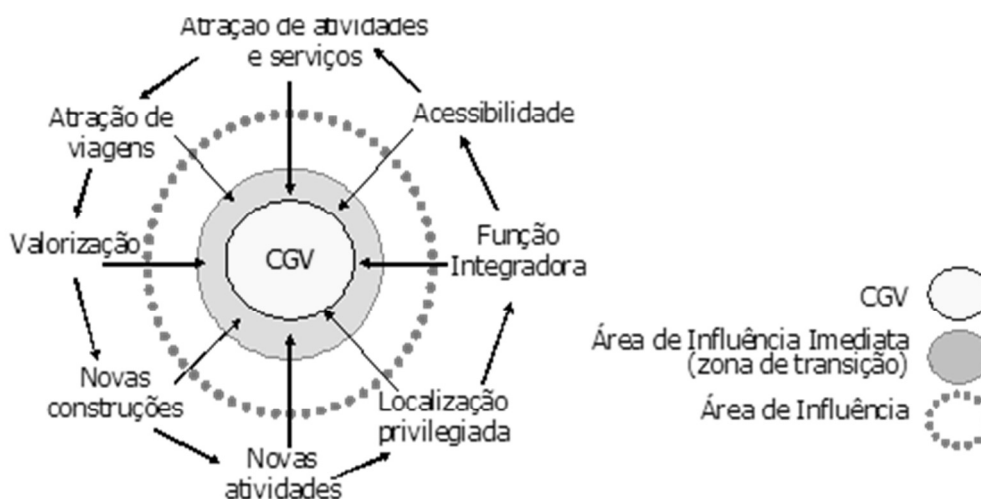 Atração de atividades
e serviços
Atração de
viagens
Acessibilidade
Valorização
CGV
Função
Integradora
Novas
construções
Localização
privilegiada
Novas
atividades
CGV
Área de Influência Imediata
(zona de transição)
Área de Influência